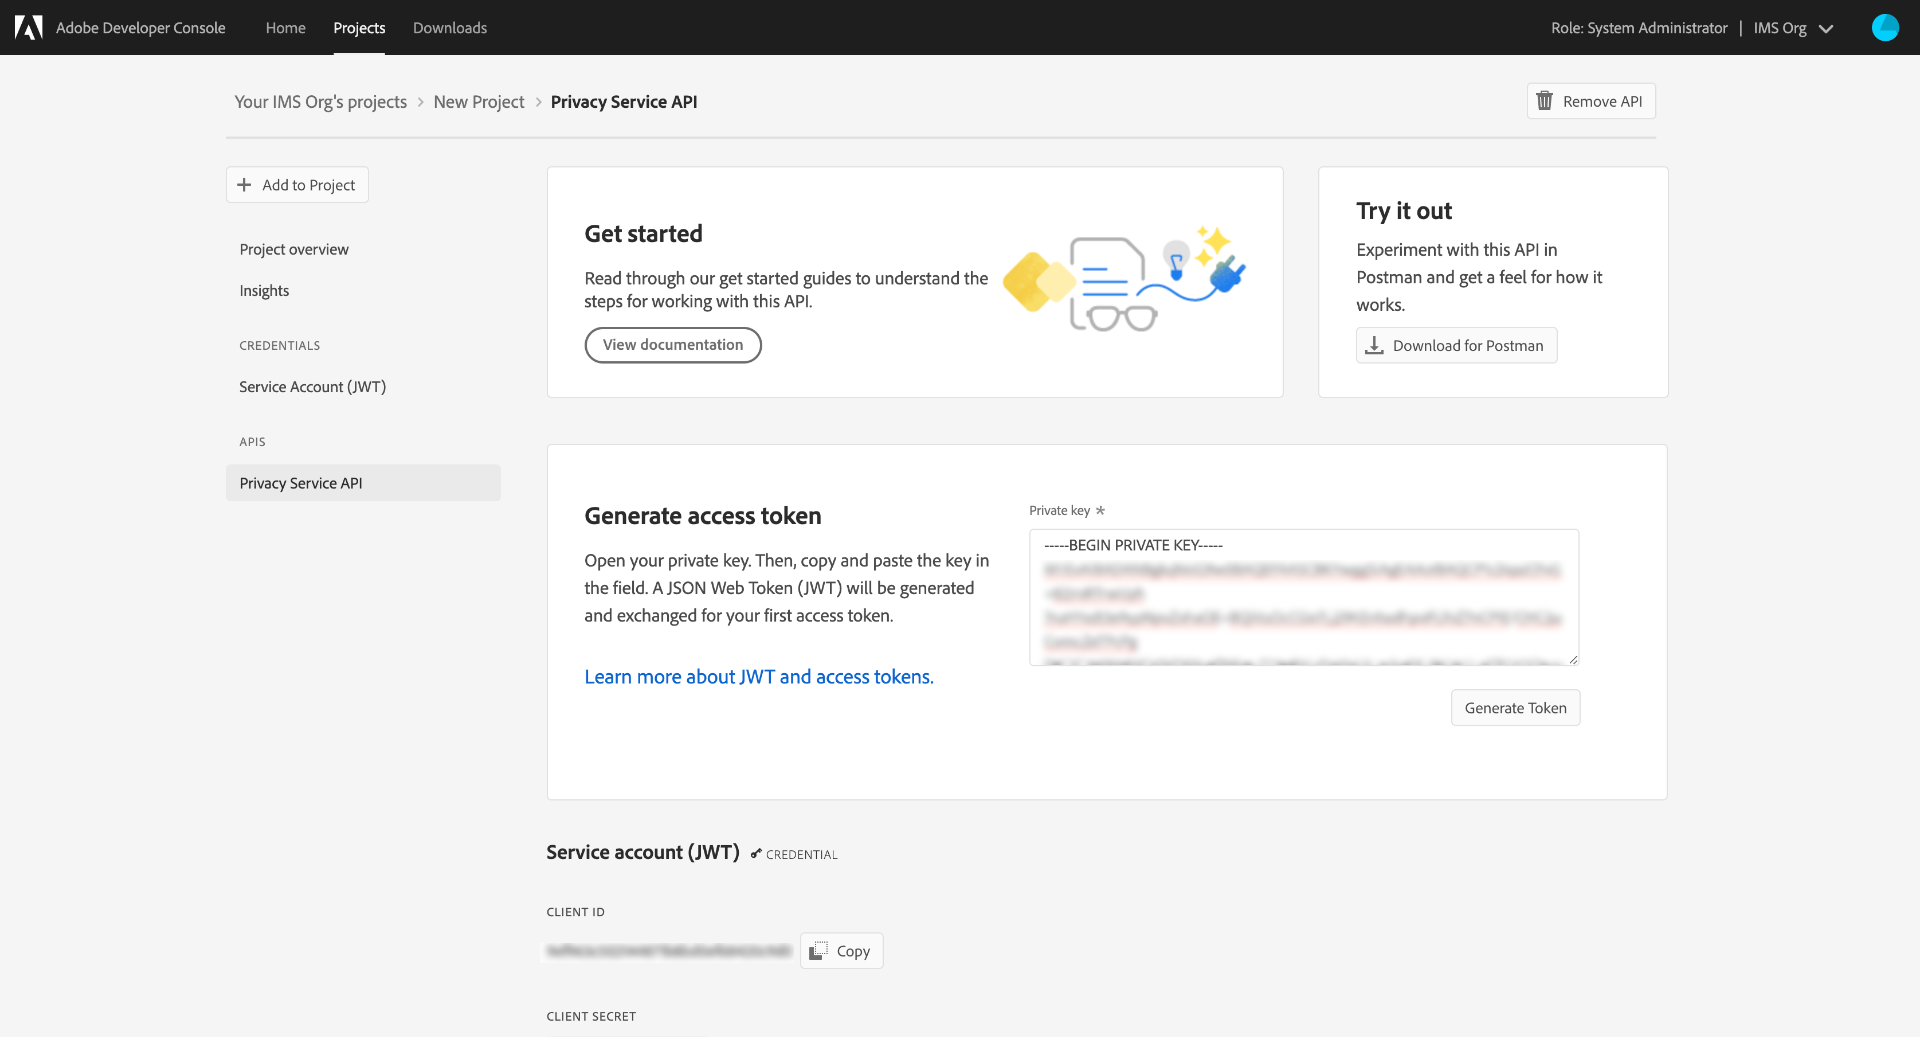 Adobe Developer Console
Home
Projects
Downloads
Role: System Administrator | IMS Org
Your IMS Org's projects > New Project > Privacy Service API
Remove API
Add to Project
Project overview
Insights
CREDENTIALS
Service Account (JWT)
APIS
Privacy Service API
Get started
Read through our get started guides to understand the
steps for working with this API.
View documentation
Try it out
Experiment with this API in
Postman and get a feel for how it
works.
Download for Postman
Generate access token
Open your private key. Then, copy and paste the key in
the field. A JSON Web Token (JWT) will be generated
and exchanged for your first access token.
Learn more about JWT and access tokens.
Private key *
-----BEGIN PRIVATE KEY-----
Generate Token
Service account (JWT)
CREDENTIAL
CLIENT ID
Copy
CLIENT SECRET